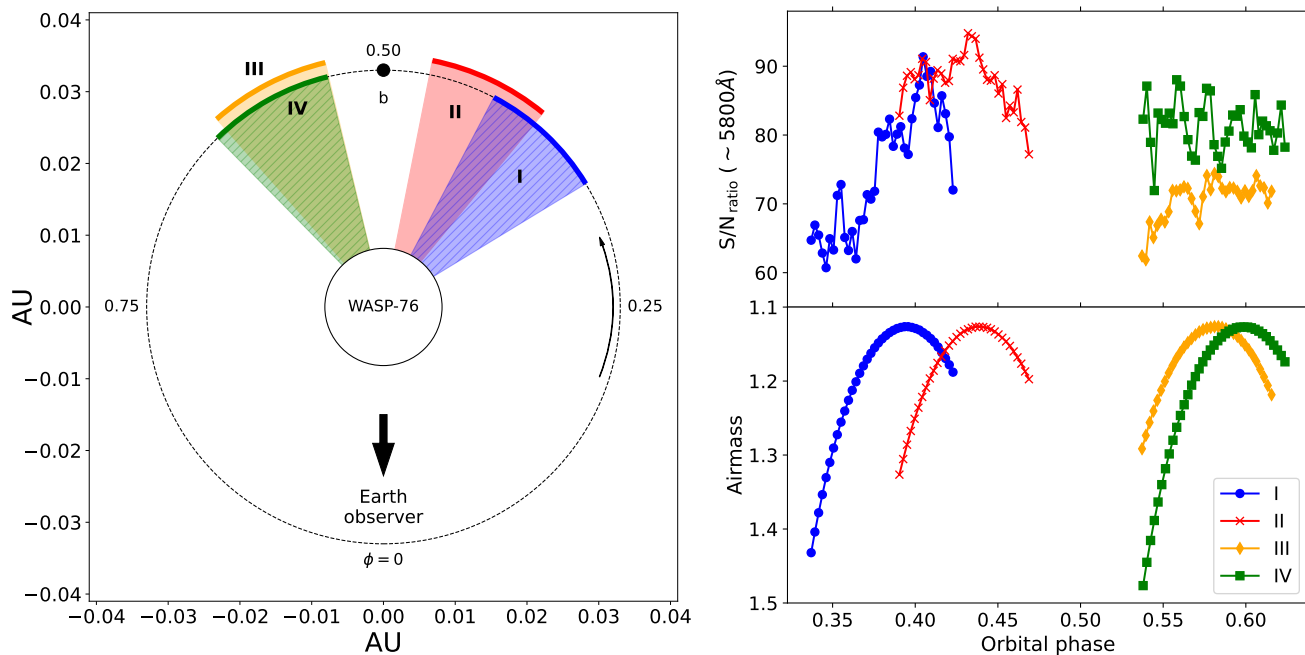 0.04
0.03
0.02
0.01
0.00
−0.01
−0.02
−0.03
−0.04
AU
−0.04
−0.03
−0.02
−0.01
0.00
0.01
0.02
0.03
0.04
AU
III
IV
0.50
b
II
I
0.75
WASP-76
0.25
Earth
observer
ϕ = 0
S/N ratio ( ~ 5800Å)
90
80
70
60
1.1
1.2
1.3
1.4
1.5
Airmass
I
II
III
IV
0.35
0.40
0.45
0.50
0.55
0.60
Orbital phase